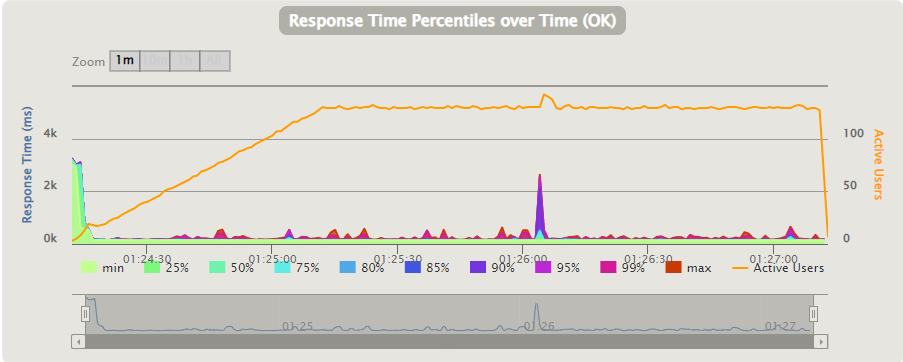 Response Time Percentiles over Time (OK)
Zoom 1m 10m 1h All
Response Time (ms)
Active Users
4k 100
2k 50
0k 0
01:24:30 01:25:00 01:25:30 01:26:00 01:26:30 01:27:00
min 25% 50% 75% 80% 85% 90% 95% 99% max Active Users
01:25 01:26 01:27